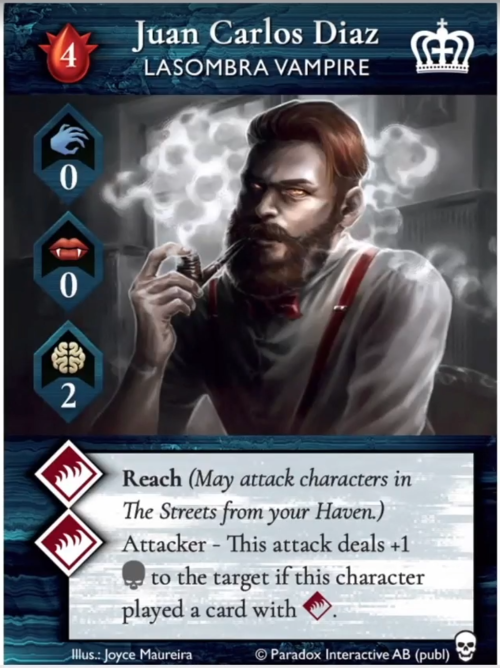 4
Juan Carlos Diaz
LASOMBRA VAMPIRE
0
0
2
Reach (May attack characters in
The Streets from your Haven.)
Attacker - This attack deals +1
to the target if this character
played a card with .
Illus.: Joyce Maureira
© Paradox Interactive AB (publ)